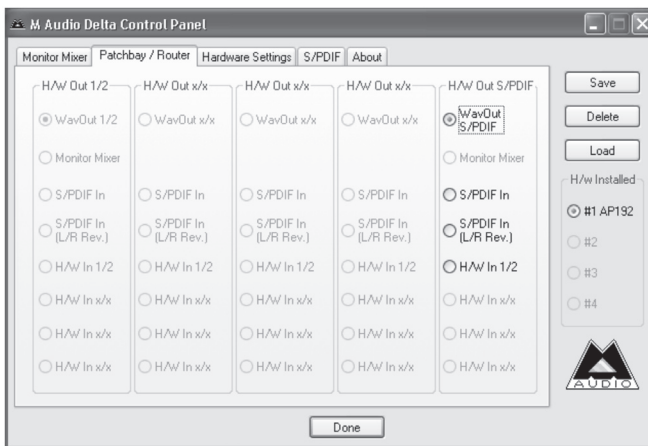 M Audio Delta Control Panel
Monitor Mixer Patchbay / Router Hardware Settings S/PDIF About
H/W Out 1/2
WavOut 1/2
Monitor Mixer
S/PDIF In
S/PDIF In
(L/R Rev.)
H/W In 1/2
H/W In x/x
H/W In x/x
H/W In x/x
H/W Out x/x
WavOut x/x
S/PDIF In
S/PDIF In
(L/R Rev.)
H/W In 1/2
H/W In x/x
H/W In x/x
H/W In x/x
H/W Out x/x
WavOut x/x
S/PDIF In
S/PDIF In
(L/R Rev.)
H/W In 1/2
H/W In x/x
H/W In x/x
H/W In x/x
H/W Out x/x
WavOut x/x
S/PDIF In
S/PDIF In
(L/R Rev.)
H/W In 1/2
H/W In x/x
H/W In x/x
H/W In x/x
H/W Out S/PDIF
WavOut
S/PDIF
Monitor Mixer
S/PDIF In
S/PDIF In
(L/R Rev.)
H/W In 1/2
H/W In x/x
H/W In x/x
H/W In x/x
Save
Delete
Load
H/w Installed
#1 AP192
#2
#3
#4
M AUDIO
Done